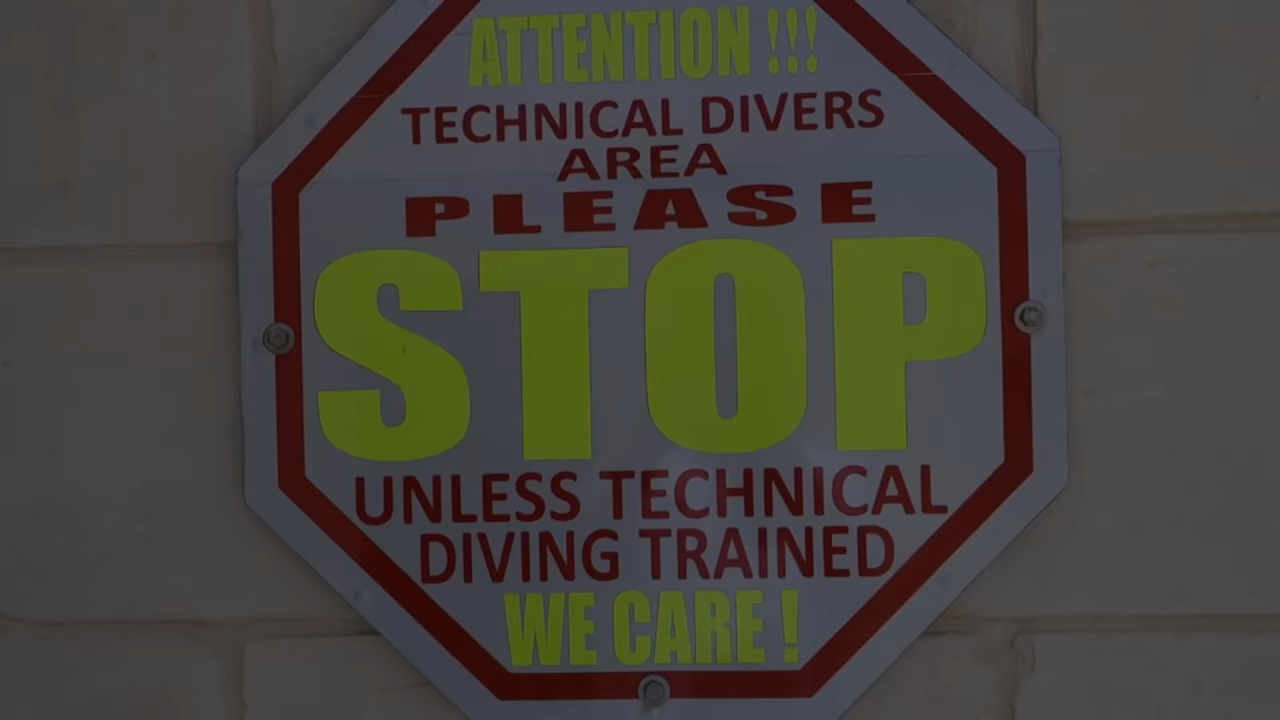 ATTENTION !!!
TECHNICAL DIVERS
AREA
PLEASE
STOP
UNLESS TECHNICAL
DIVING TRAINED
WE CARE !